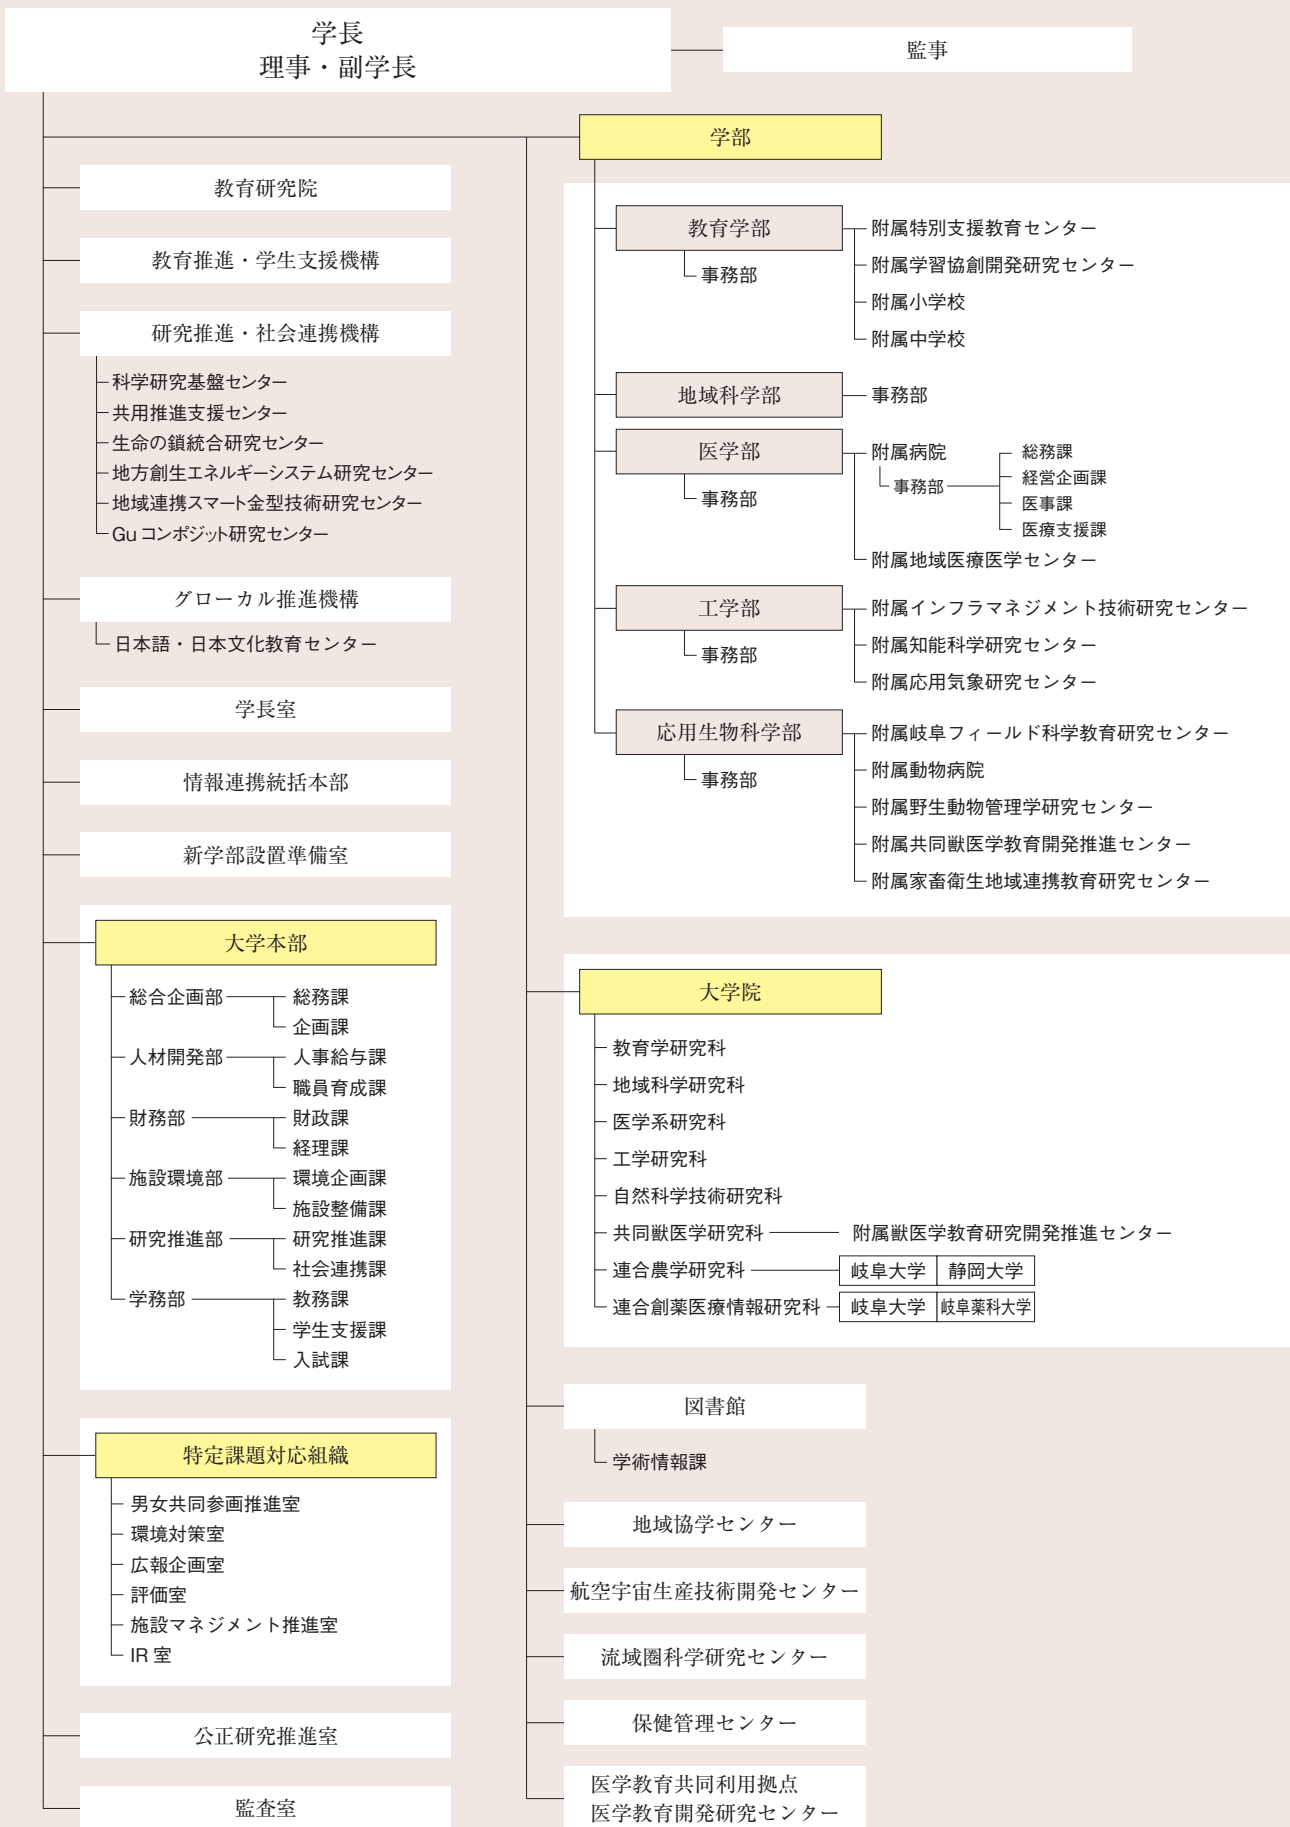 学長
理事・副学長
監事
教育研究院
教育推進・学生支援機構
研究推進・社会連携機構
科学研究基盤センター
共用推進支援センター
生命の鎖統合研究センター
地方創生エネルギーシステム研究センター
地域連携スマート金型技術研究センター
Gu コンポジット研究センター
グローカル推進機構
日本語・日本文化教育センター
学長室
情報連携統括本部
新学部設置準備室
大学本部
総合企画部
総務課
企画課
人材開発部
人事給与課
職員育成課
財務部
財政課
経理課
施設環境部
環境企画課
施設整備課
研究推進部
研究推進課
社会連携課
学務部
教務課
学生支援課
入試課
特定課題対応組織
男女共同参画推進室
環境対策室
広報企画室
評価室
施設マネジメント推進室
IR 室
公正研究推進室
監査室
学部
教育学部
事務部
附属特別支援教育センター
附属学習協創開発研究センター
附属小学校
附属中学校
地域科学部
事務部
医学部
事務部
附属病院
事務部
総務課
経営企画課
医事課
医療支援課
附属地域医療医学センター
工学部
事務部
附属インフラマネジメント技術研究センター
附属知能科学研究センター
附属応用気象研究センター
応用生物科学部
事務部
附属岐阜フィールド科学教育研究センター
附属動物病院
附属野生動物管理学研究センター
附属共同獣医学教育開発推進センター
附属家畜衛生地域連携教育研究センター
大学院
教育学研究科
地域科学研究科
医学系研究科
工学研究科
自然科学技術研究科
共同獣医学研究科
附属獣医学教育研究開発推進センター
連合農学研究科
岐阜大学
静岡大学
連合創薬医療情報研究科
岐阜大学
岐阜薬科大学
図書館
学術情報課
地域協学センター
航空宇宙生産技術開発センター
流域圏科学研究センター
保健管理センター
医学教育共同利用拠点
医学教育開発研究センター